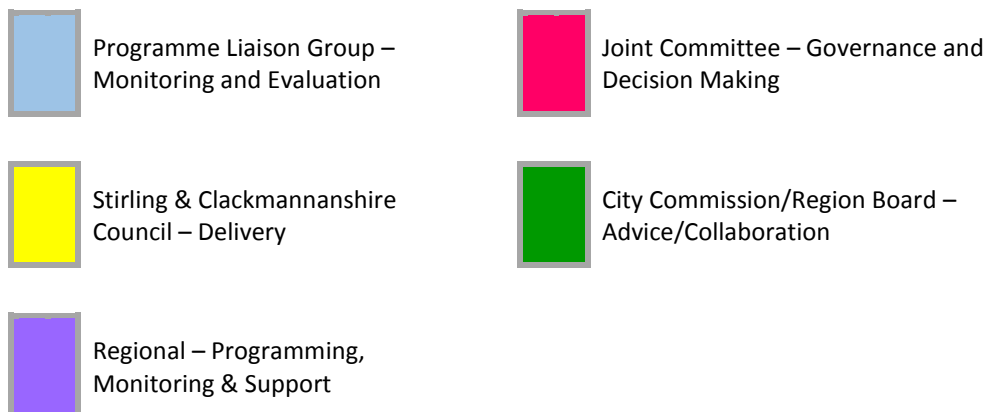 Programme Liaison Group –
Monitoring and Evaluation
Joint Committee – Governance and
Decision Making
Stirling & Clackmannanshire
Council – Delivery
City Commission/Region Board –
Advice/Collaboration
Regional – Programming,
Monitoring & Support